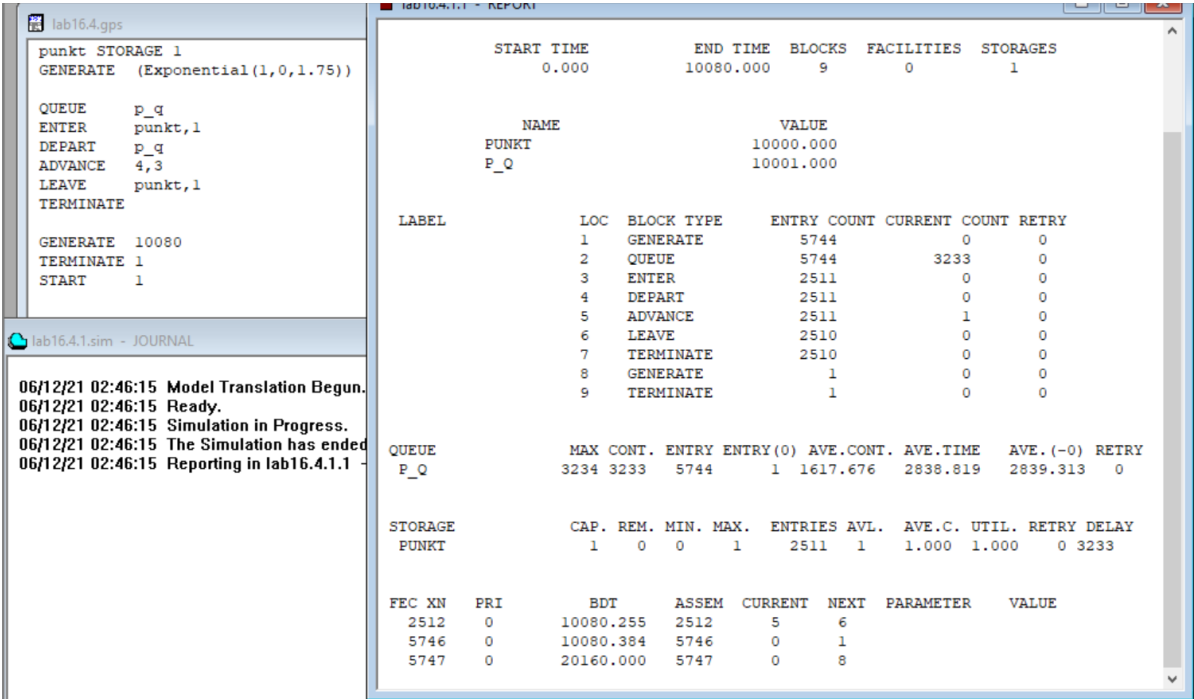 lab16.4.gps
punkt STORAGE 1
GENERATE (Exponential(1,0,1.75))
QUEUE p_q
ENTER punkt,1
DEPART p_q
ADVANCE 4,3
LEAVE punkt,1
TERMINATE
GENERATE 10080
TERMINATE 1
START 1
lab16.4.1.sim - JOURNAL
06/12/21 02:46:15 Model Translation Begun.
06/12/21 02:46:15 Ready.
06/12/21 02:46:15 Simulation in Progress.
06/12/21 02:46:15 The Simulation has ended
06/12/21 02:46:15 Reporting in lab16.4.1.1 -
lab16.4.1.1 - REPORT
START TIME END TIME BLOCKS FACILITIES STORAGES
0.000 10080.000 9 0 1
NAME VALUE
PUNKT 10000.000
P_Q 10001.000
LABEL LOC BLOCK TYPE ENTRY COUNT CURRENT COUNT RETRY
1 GENERATE 5744 0 0
2 QUEUE 5744 3233 0
3 ENTER 2511 0 0
4 DEPART 2511 0 0
5 ADVANCE 2511 1 0
6 LEAVE 2510 0 0
7 TERMINATE 2510 0 0
8 GENERATE 1 0 0
9 TERMINATE 1 0 0
QUEUE MAX CONT. ENTRY ENTRY(0) AVE.CONT. AVE.TIME AVE.(-0) RETRY
P_Q 3234 3233 5744 1 1617.676 2838.819 2839.313 0
STORAGE CAP. REM. MIN. MAX. ENTRIES AVL. AVE.C. UTIL. RETRY DELAY
PUNKT 1 0 0 1 2511 1 1.000 1.000 0 3233
FEC XN PRI BDT ASSEM CURRENT NEXT PARAMETER VALUE
2512 0 10080.255 2512 5 6
5746 0 10080.384 5746 0 1
5747 0 20160.000 5747 0 8